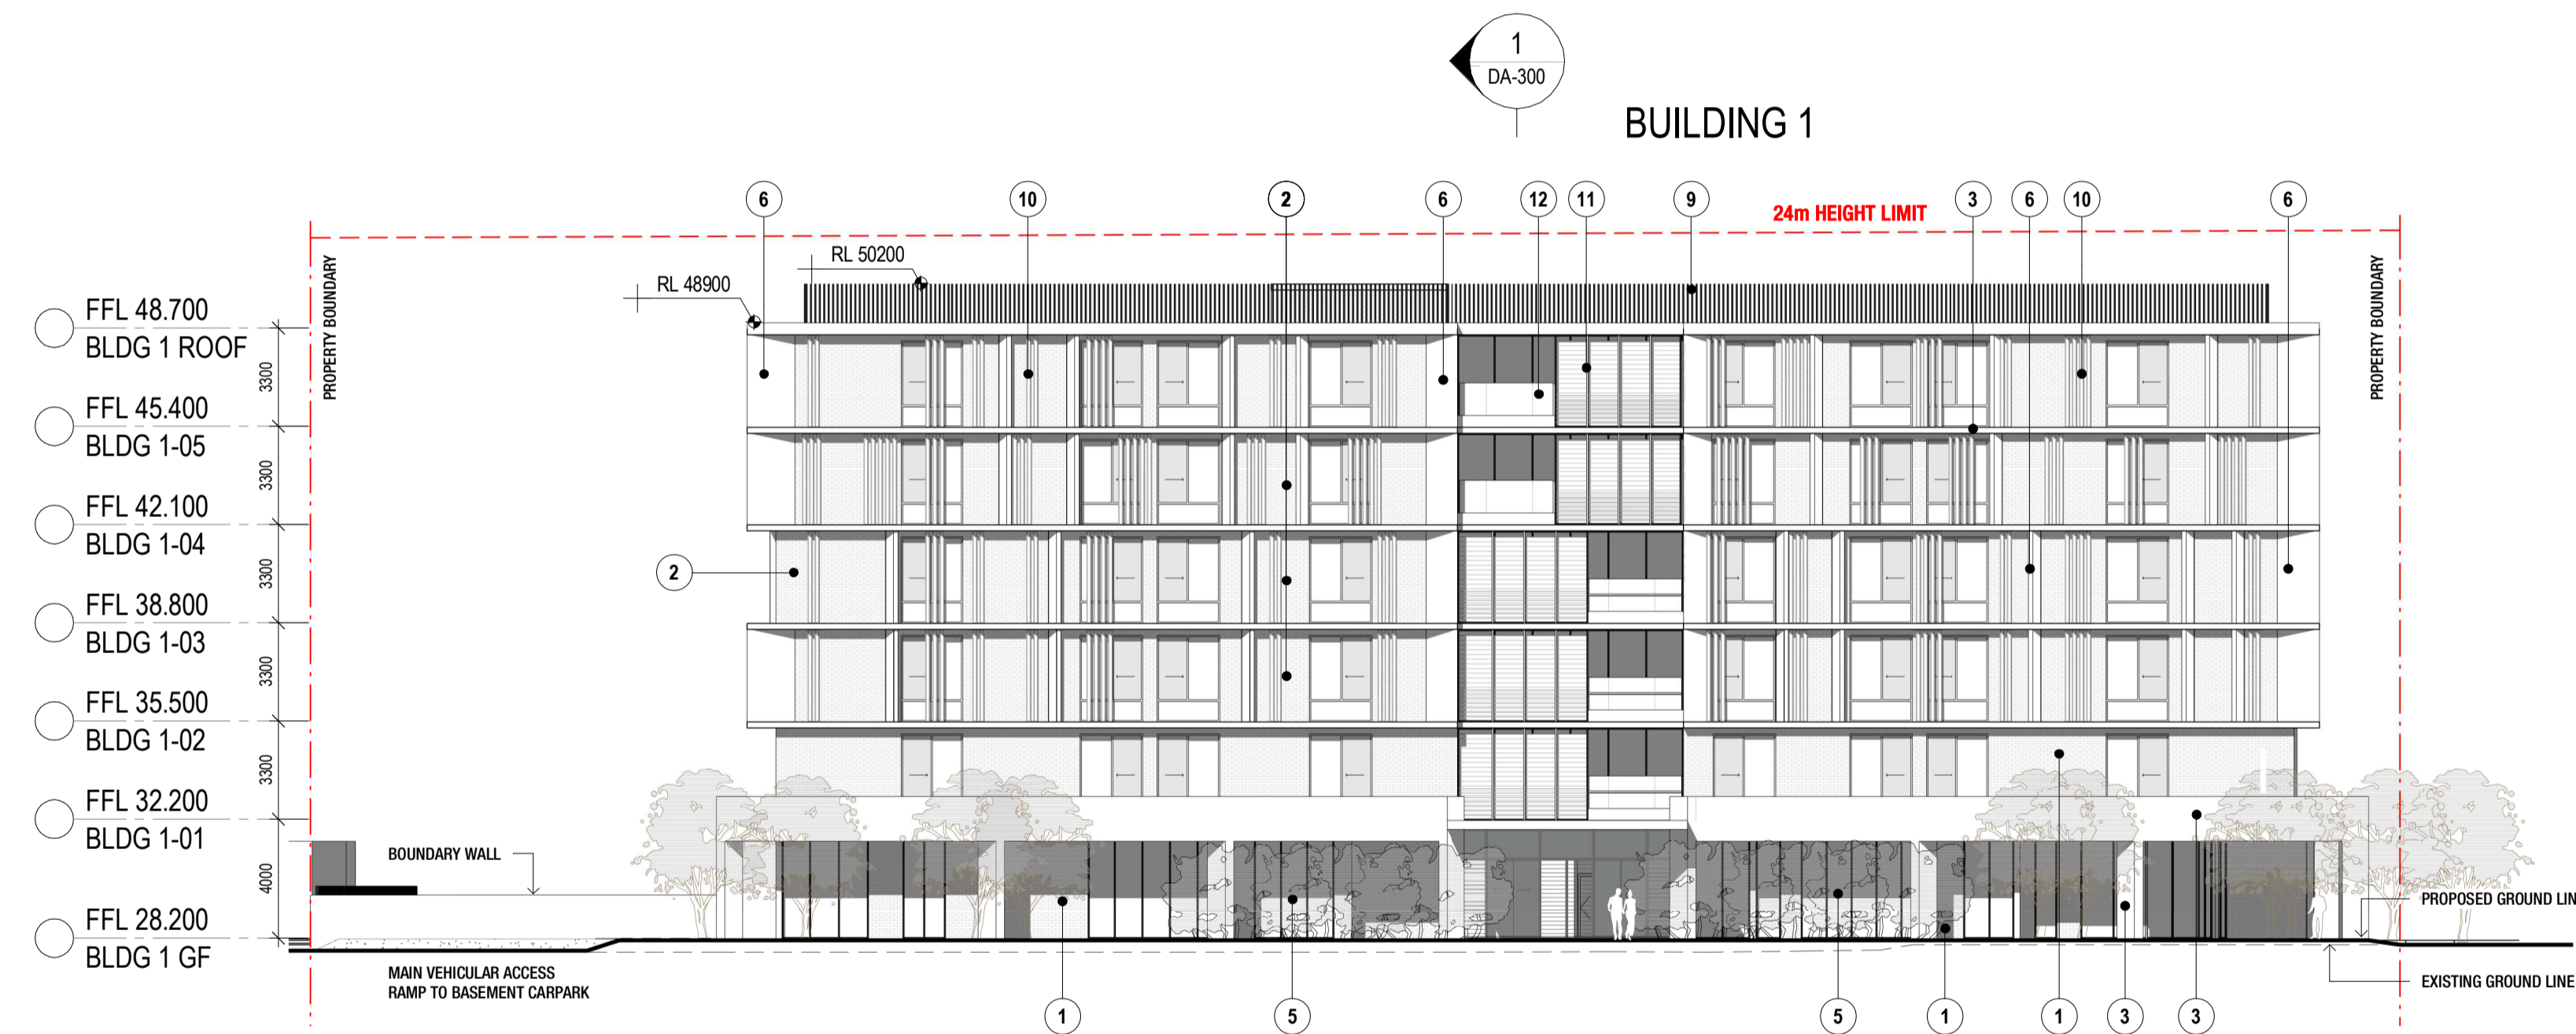 1
DA-300
BUILDING 1
6
10
2
6
12
11
9
3
6
10
6
24m HEIGHT LIMIT
RL 50200
RL 48900
PROPERTY BOUNDARY
PROPERTY BOUNDARY
FFL 48.700
BLDG 1 ROOF
3300
FFL 45.400
BLDG 1-05
3300
FFL 42.100
BLDG 1-04
3300
2
FFL 38.800
BLDG 1-03
3300
FFL 35.500
BLDG 1-02
3300
FFL 32.200
BLDG 1-01
4000
BOUNDARY WALL
FFL 28.200
BLDG 1 GF
PROPOSED GROUND LIN
MAIN VEHICULAR ACCESS
RAMP TO BASEMENT CARPARK
EXISTING GROUND LINE
1
5
5
1
1
3
3